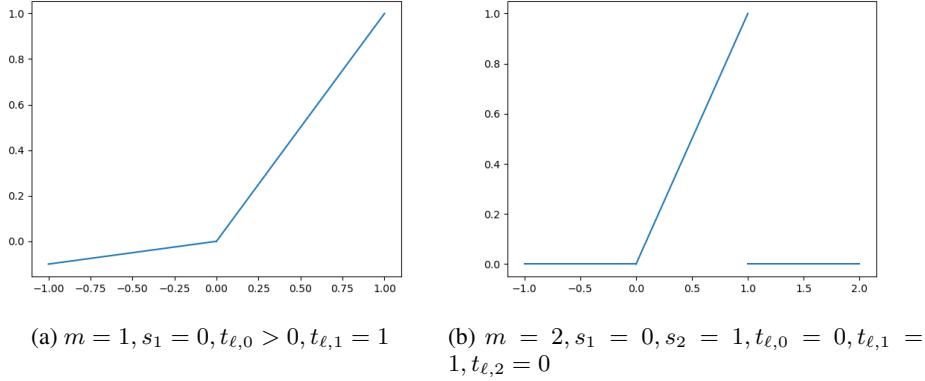 1.0
0.8
0.6
0.4
0.2
0.0
−1.00 −0.75 −0.50 −0.25 0.00 0.25 0.50 0.75 1.00
(a) m = 1, s₁ = 0, t_{ℓ,0} > 0, t_{ℓ,1} = 1
1.0
0.8
0.6
0.4
0.2
0.0
−1.0 −0.5 0.0 0.5 1.0 1.5 2.0
(b) m = 2, s₁ = 0, s₂ = 1, t_{ℓ,0} = 0, t_{ℓ,1} =
1, t_{ℓ,2} = 0